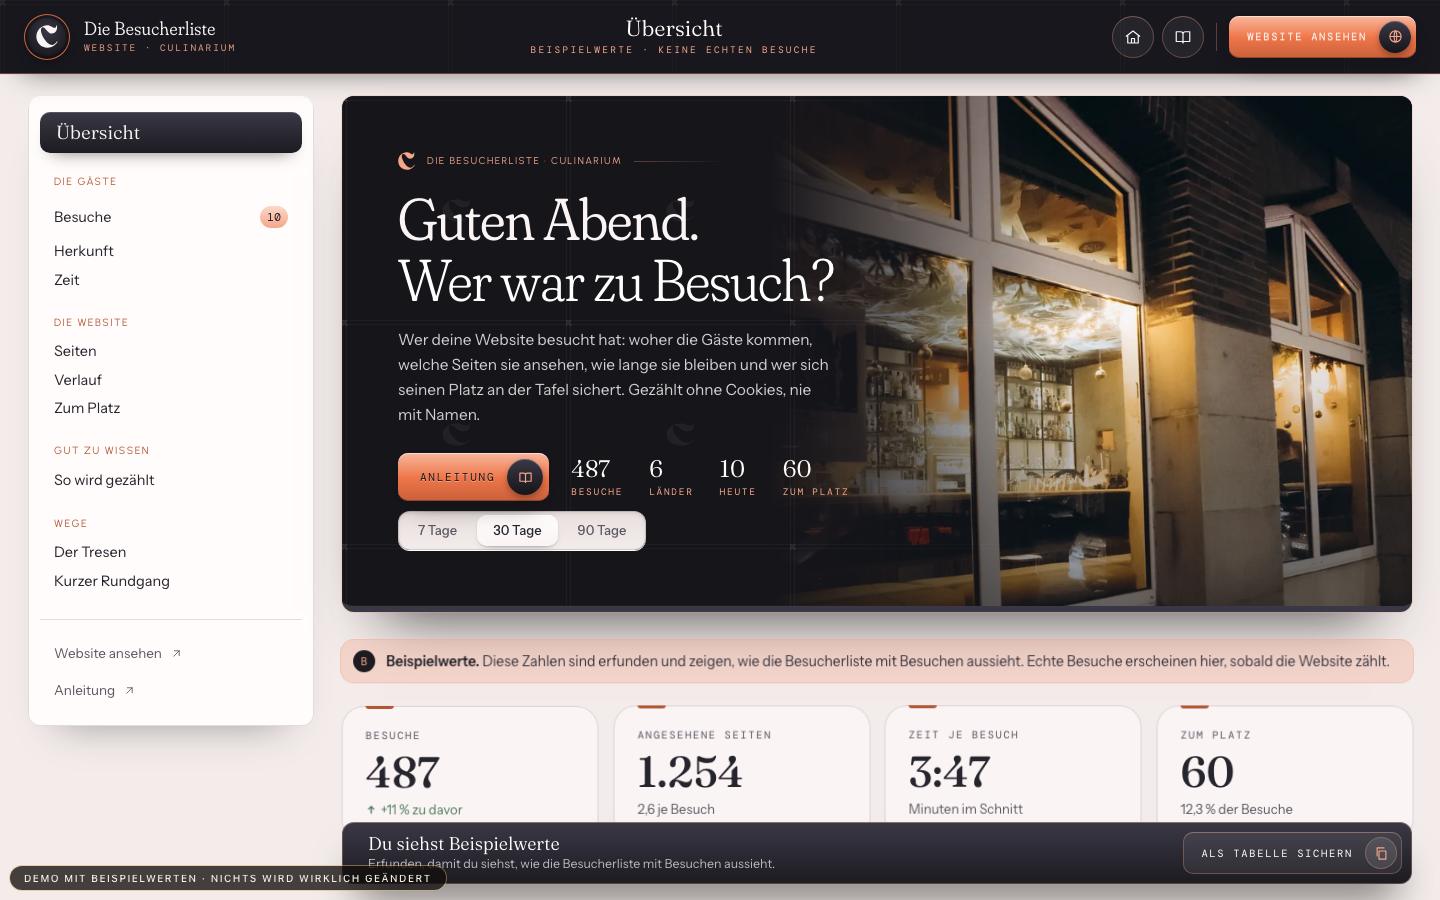 Die Besucherliste
WEBSITE · CULINARIUM
Übersicht
BEISPIELWERTE · KEINE ECHTEN BESUCHE
WEBSITE ANSEHEN
Übersicht
DIE GÄSTE
Besuche
10
Herkunft
Zeit
DIE WEBSITE
Seiten
Verlauf
Zum Platz
GUT ZU WISSEN
So wird gezählt
WEGE
Der Tresen
Kurzer Rundgang
Website ansehen
Anleitung
DIE BESUCHERLISTE · CULINARIUM
Guten Abend.
Wer war zu Besuch?
Wer deine Website besucht hat: woher die Gäste kommen,
welche Seiten sie ansehen, wie lange sie bleiben und wer sich
seinen Platz an der Tafel sichert. Gezählt ohne Cookies, nie
mit Namen.
ANLEITUNG
487
BESUCHE
6
LÄNDER
10
HEUTE
60
ZUM PLATZ
7 Tage
30 Tage
90 Tage
B
Beispielwerte. Diese Zahlen sind erfunden und zeigen, wie die Besucherliste mit Besuchen aussieht. Echte Besuche erscheinen hier, sobald die Website zählt.
BESUCHE
487
+11 % zu davor
ANGESEHENE SEITEN
1.254
2,6 je Besuch
ZEIT JE BESUCH
3:47
Minuten im Schnitt
ZUM PLATZ
60
12,3 % der Besuche
Du siehst Beispielwerte
Erfunden, damit du siehst, wie die Besucherliste mit Besuchen aussieht.
ALS TABELLE SICHERN
DEMO MIT BEISPIELWERTEN · NICHTS WIRD WIRKLICH GEÄNDERT